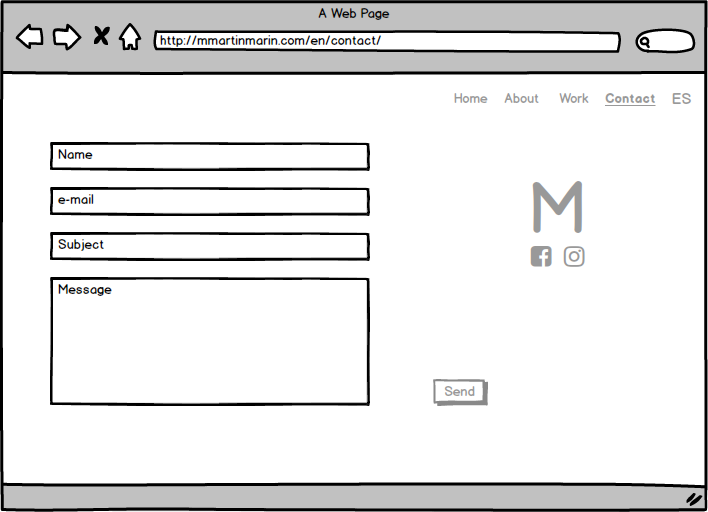 A Web Page
http://mmartinmarin.com/en/contact/
Home About Work Contact ES
Name
e-mail
Subject
Message
M
Send